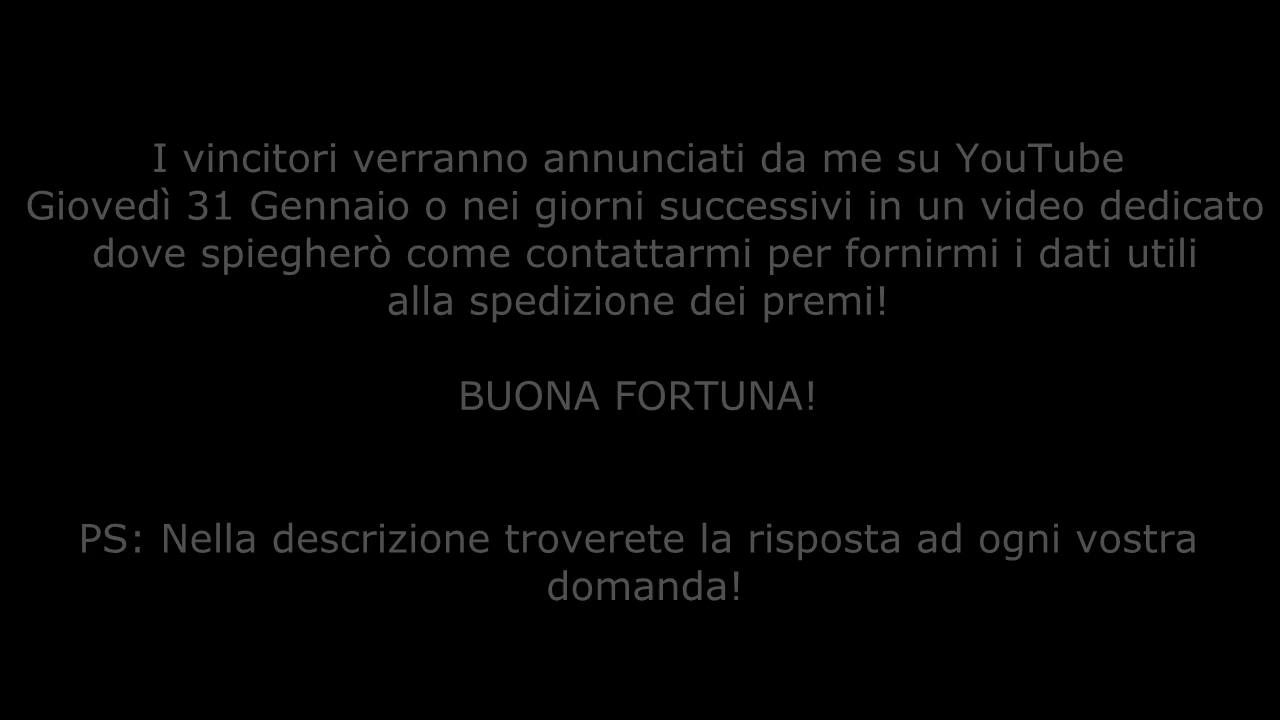 I vincitori verranno annunciati da me su YouTube
Giovedì 31 Gennaio o nei giorni successivi in un video dedicato
dove spiegherò come contattarmi per fornirmi i dati utili
alla spedizione dei premi!
BUONA FORTUNA!
PS: Nella descrizione troverete la risposta ad ogni vostra
domanda!